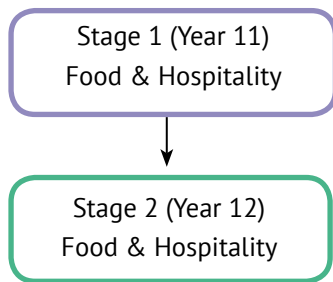 Stage 1 (Year 11)
Food & Hospitality
Stage 2 (Year 12)
Food & Hospitality